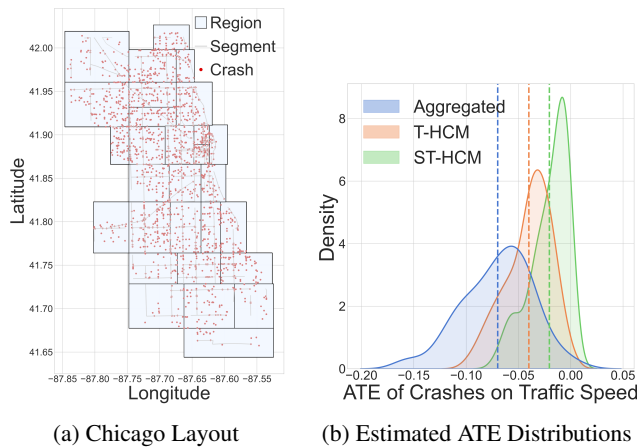 Region
Segment
Crash
42.00
41.95
41.90
41.85
41.80
41.75
41.70
41.65
Latitude
−87.85 −87.80 −87.75 −87.70 −87.65 −87.60 −87.55
Longitude
(a) Chicago Layout
Aggregated
T-HCM
ST-HCM
8
6
4
2
0
Density
−0.20 −0.15 −0.10 −0.05 0.00 0.05
ATE of Crashes on Traffic Speed
(b) Estimated ATE Distributions